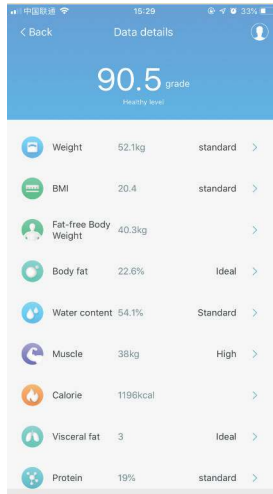 中国联通 15:29 33%
< Back Data details
90.5 grade
Healthy level
Weight 52.1kg standard >
BMI 20.4 standard >
Fat-free Body
Weight 40.3kg >
Body fat 22.6% Ideal >
Water content 54.1% Standard >
Muscle 38kg High >
Calorie 1196kcal >
Visceral fat 3 Ideal >
Protein 19% standard >